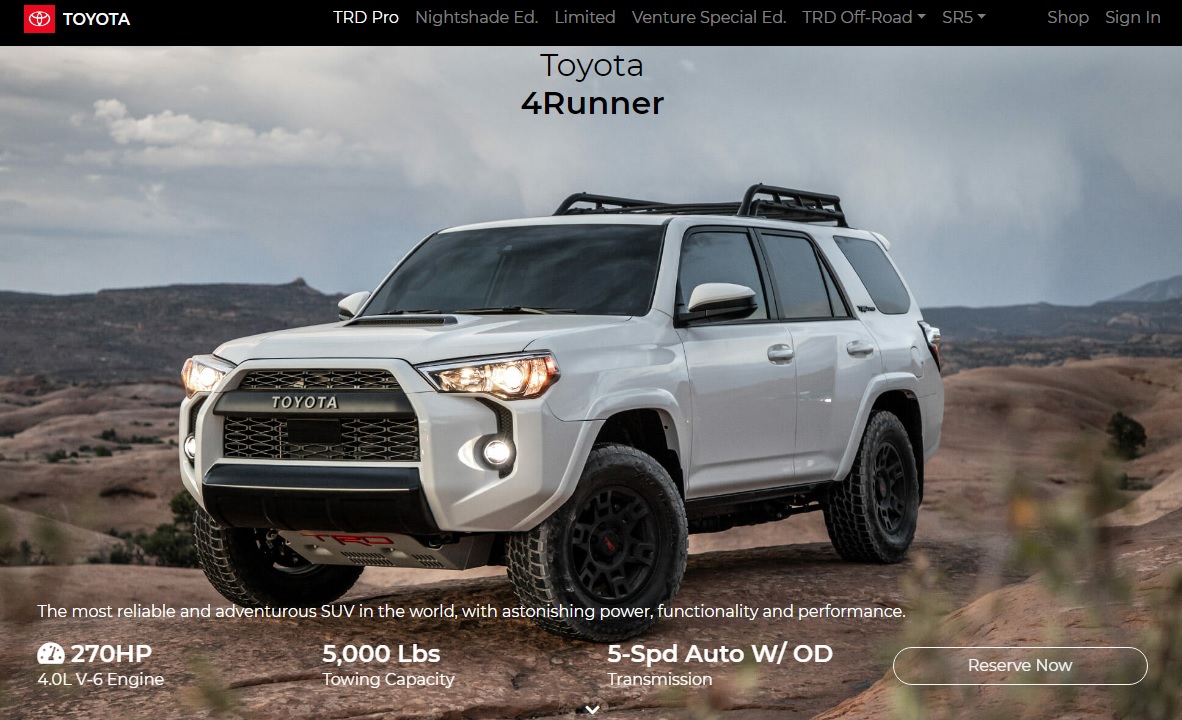 TOYOTA
TRD Pro Nightshade Ed. Limited Venture Special Ed. TRD Off-Road SR5 Shop Sign In
Toyota
4Runner
TOYOTA
TRD
The most reliable and adventurous SUV in the world, with astonishing power, functionality and performance.
270HP
4.0L V-6 Engine
5,000 Lbs
Towing Capacity
5-Spd Auto W/ OD
Transmission
Reserve Now